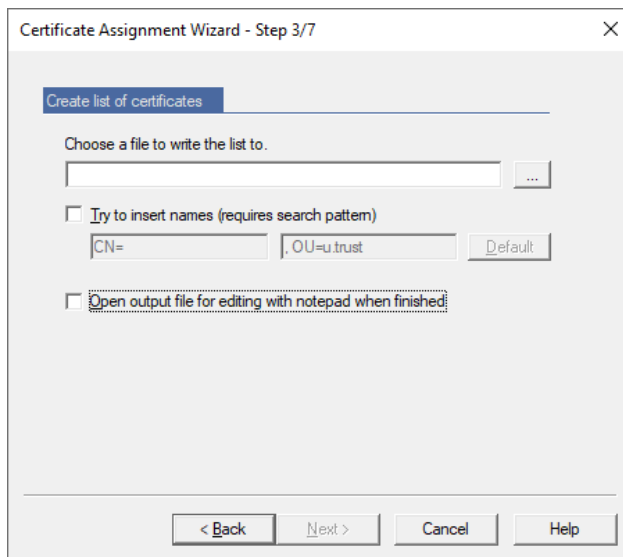 Certificate Assignment Wizard - Step 3/7
Create list of certificates
Choose a file to write the list to.
...
Try to insert names (requires search pattern)
CN= , OU=u.trust Default
Open output file for editing with notepad when finished
< Back Next > Cancel Help